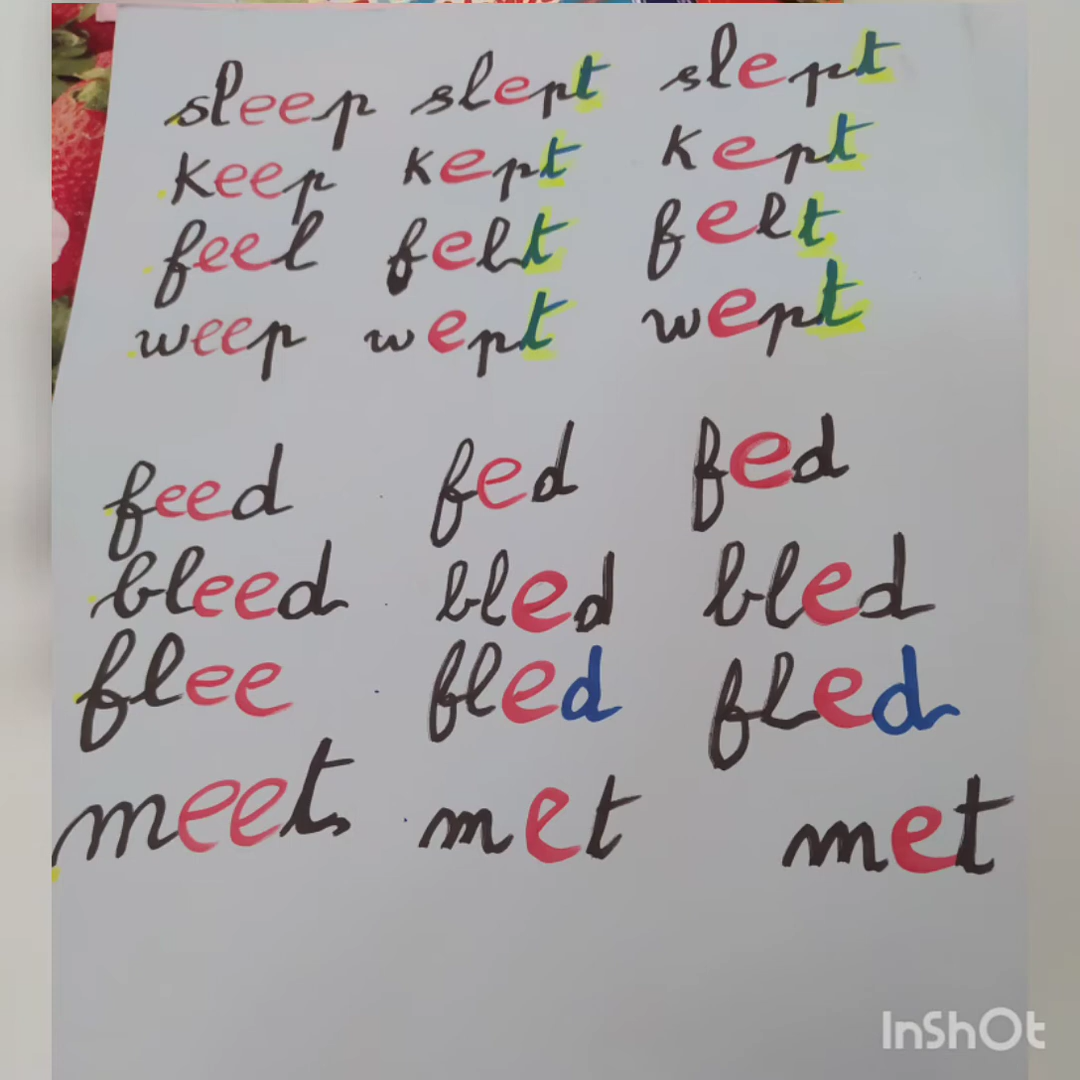 sleep slept slept
keep kept kept
feel felt felt
weep wept wept
feed fed fed
bleed bled bled
flee fled fled
meet met met
InShOt